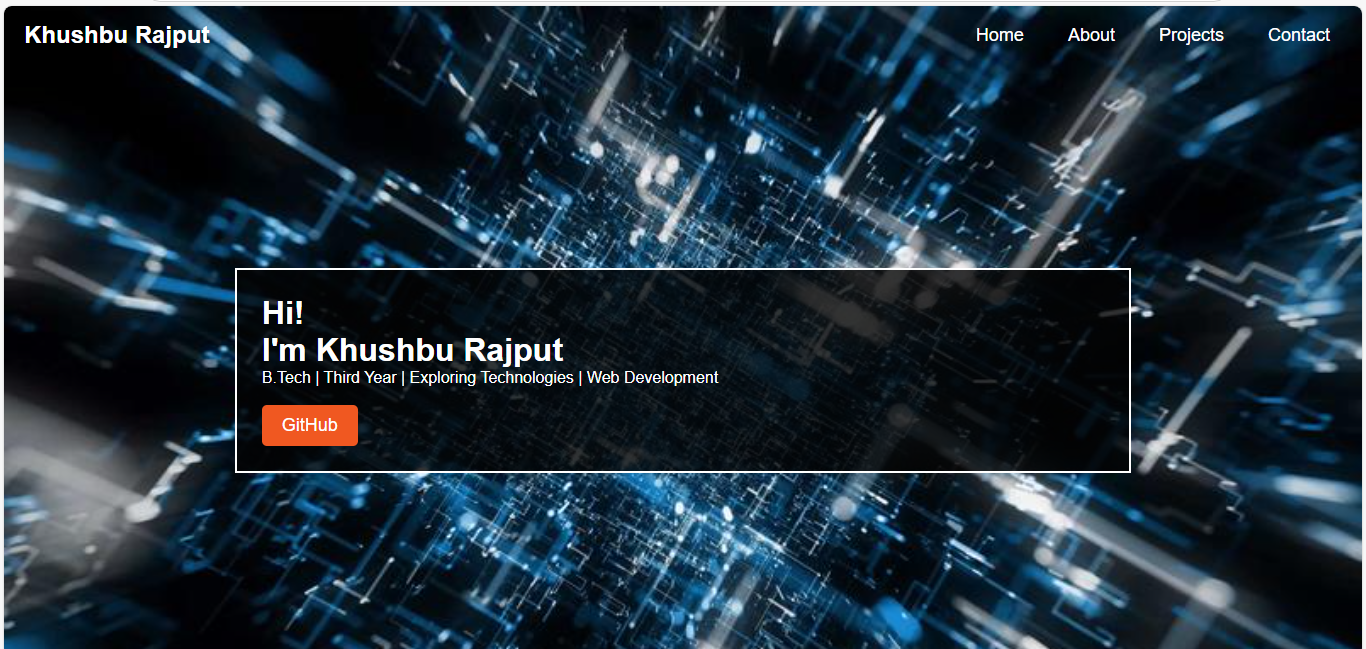 Khushbu Rajput
Home About Projects Contact
Hi!
I'm Khushbu Rajput
B.Tech | Third Year | Exploring Technologies | Web Development
GitHub